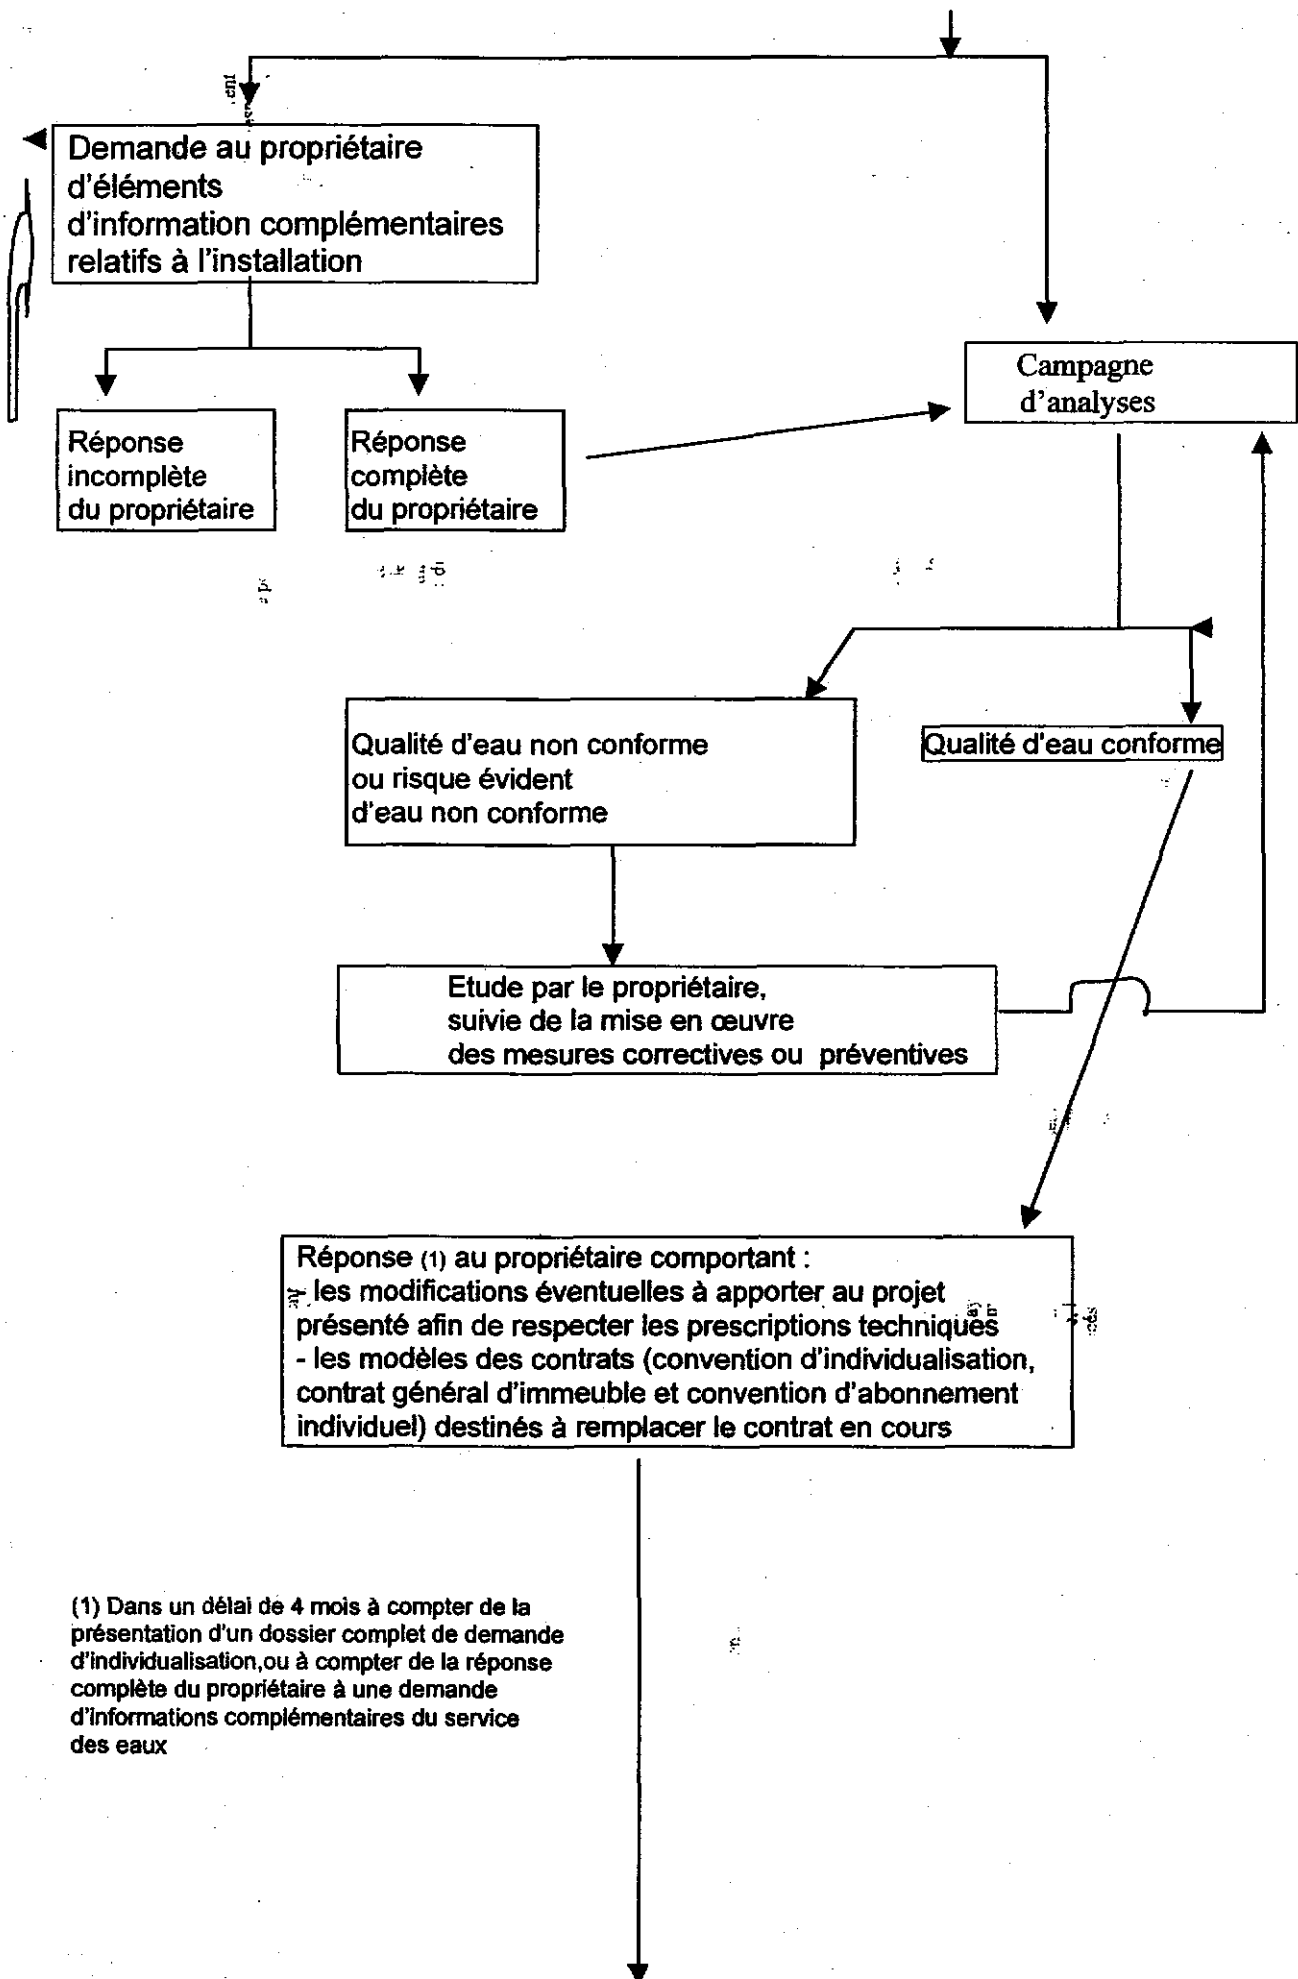 Demande au propriétaire
d'éléments
d'information complémentaires
relatifs à l'installation
Campagne
d'analyses
Réponse
incomplète
du propriétaire
Réponse
complète
du propriétaire
Qualité d'eau non conforme
ou risque évident
d'eau non conforme
Qualité d'eau conforme
Etude par le propriétaire,
suivie de la mise en œuvre
des mesures correctives ou préventives
Réponse (1) au propriétaire comportant :
- les modifications éventuelles à apporter au projet
présenté afin de respecter les prescriptions techniques
- les modèles des contrats (convention d'individualisation,
contrat général d'immeuble et convention d'abonnement
individuel) destinés à remplacer le contrat en cours
(1) Dans un délai de 4 mois à compter de la
présentation d'un dossier complet de demande
d'individualisation,ou à compter de la réponse
complète du propriétaire à une demande
d'informations complémentaires du service
des eaux